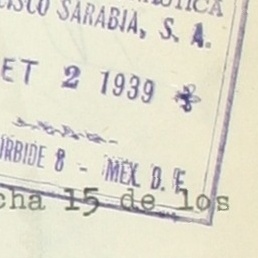 CISCO SARABIA, S. A.
ET 2 1939
URBIDE 8 - MEX. D. F.
cha 15 de los